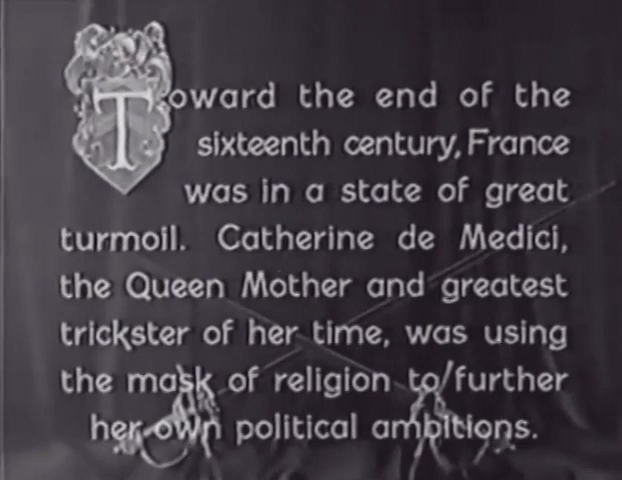 Toward the end of the
sixteenth century, France
was in a state of great
turmoil. Catherine de Medici,
the Queen Mother and greatest
trickster of her time, was using
the mask of religion to further
her own political ambitions.